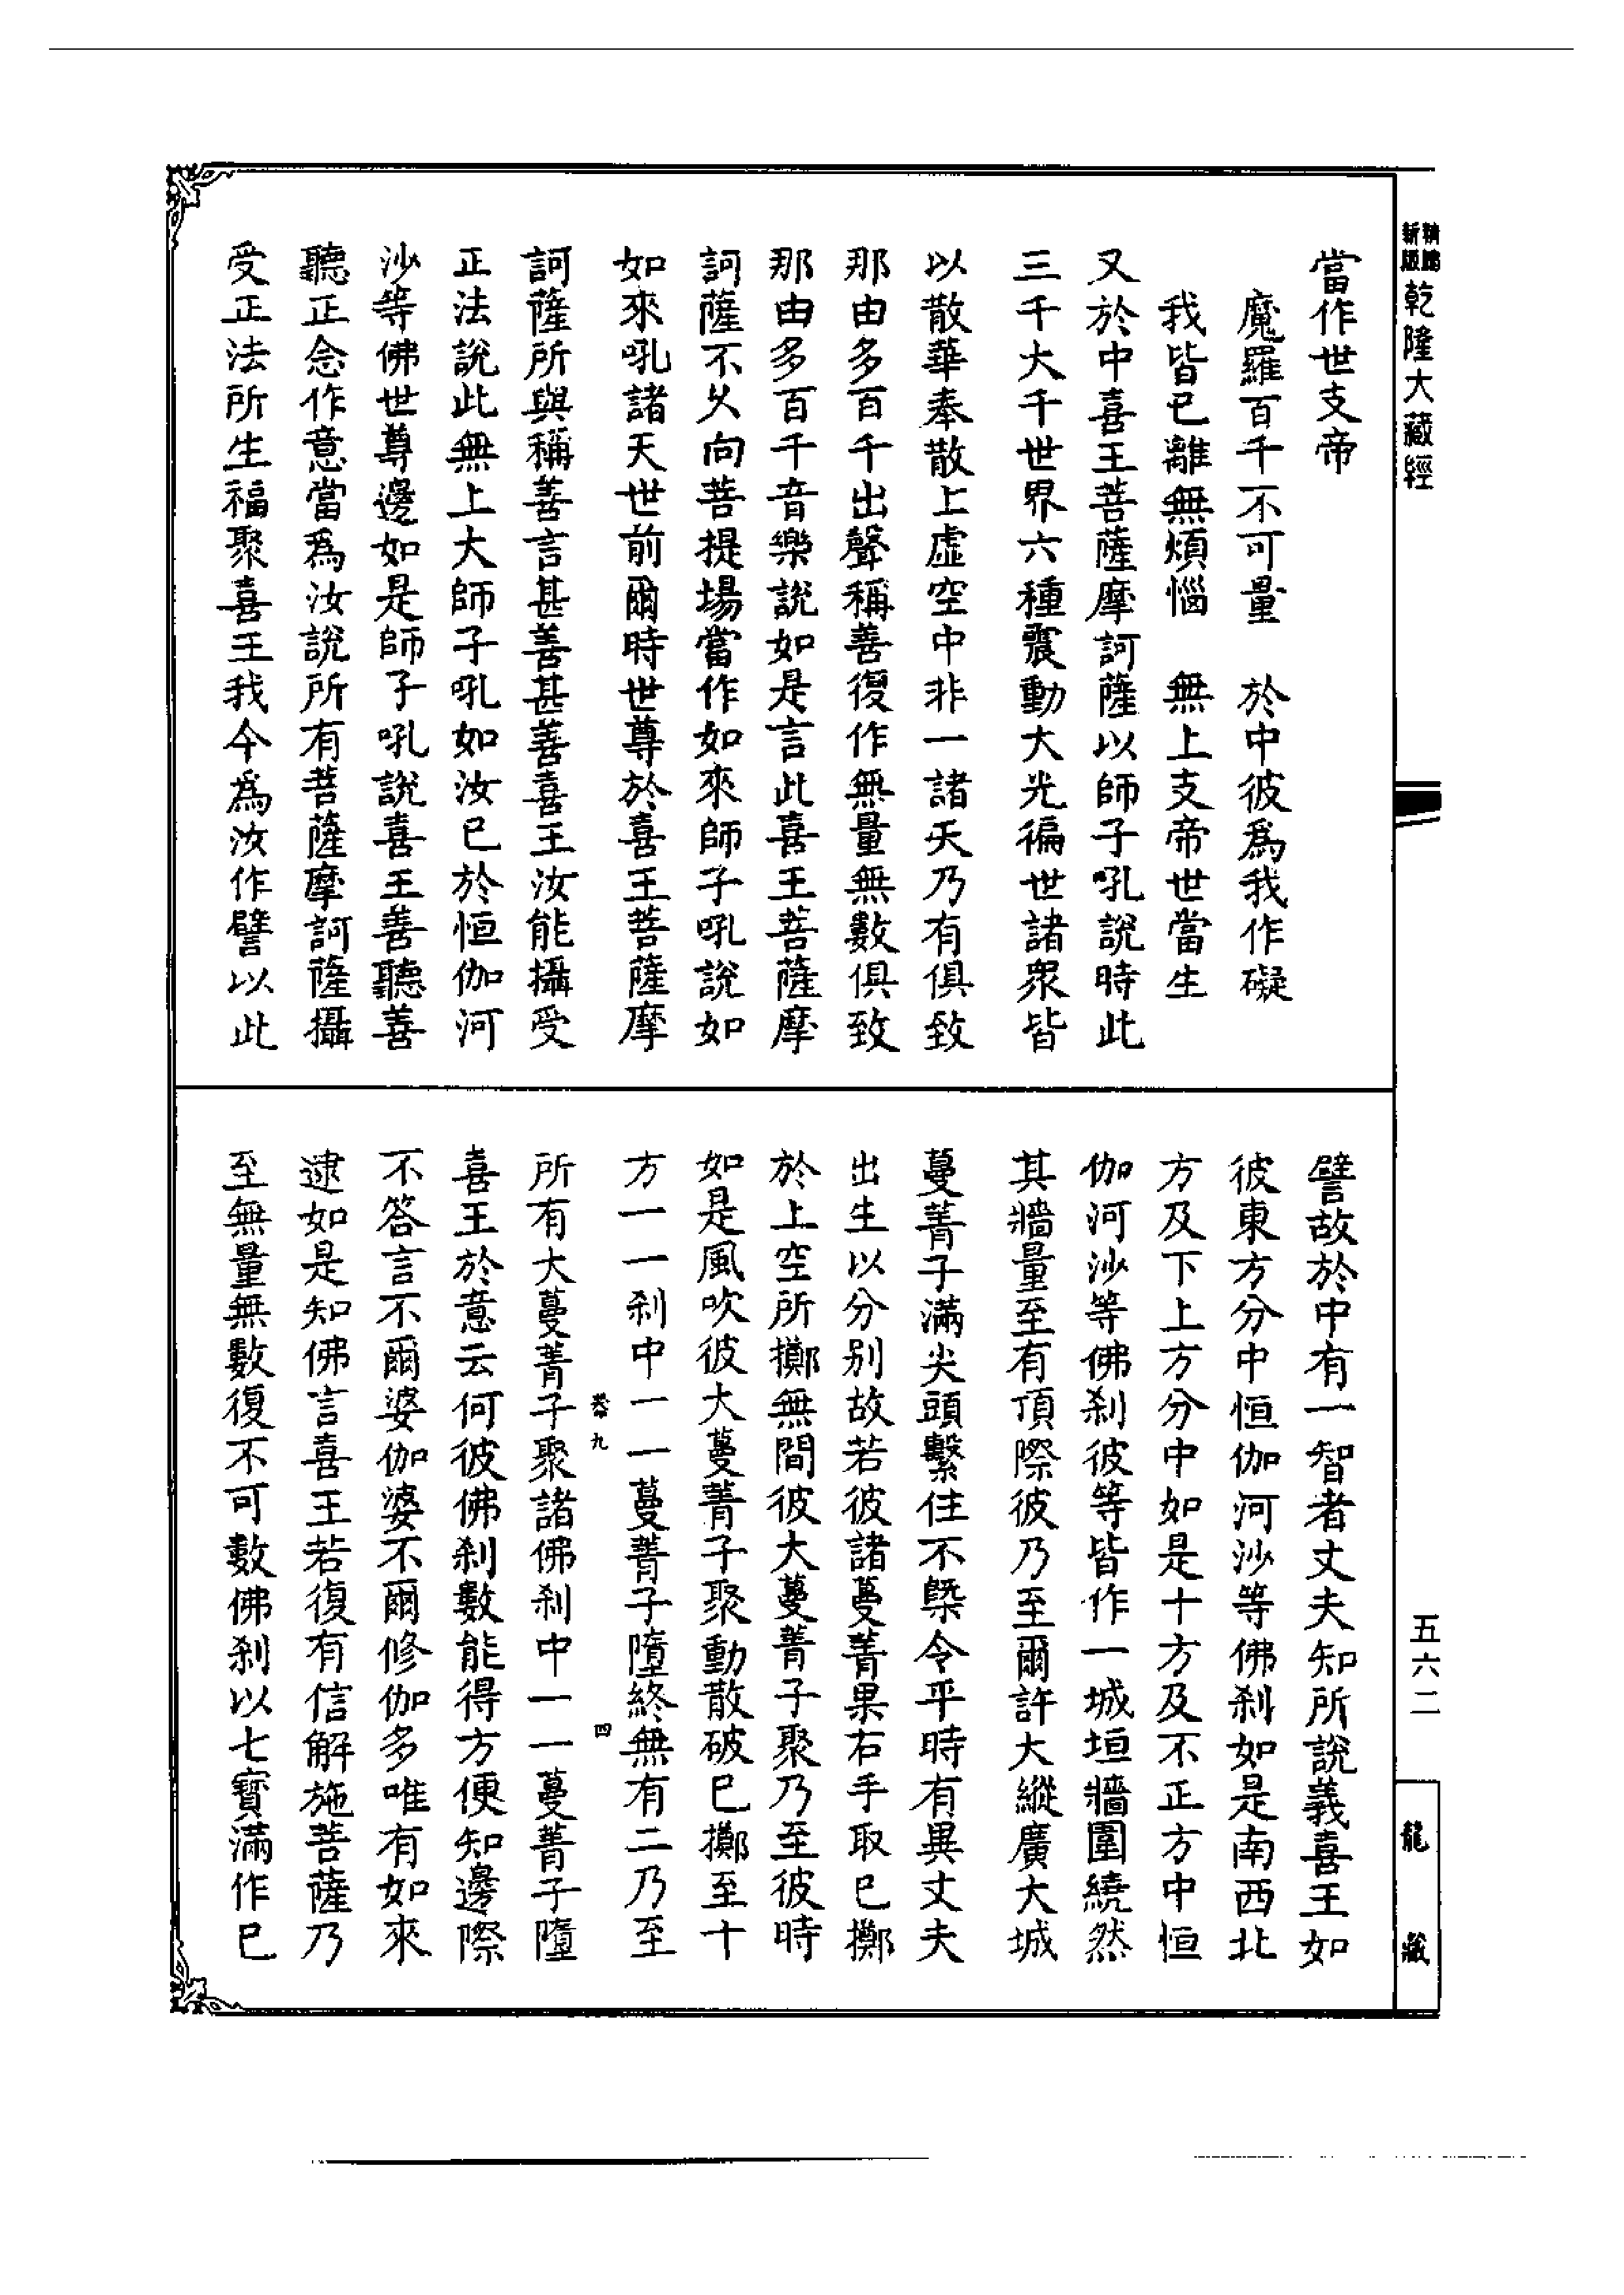 新版
乾隆大藏經
當作世支帝
魔羅百千不可量　於中彼爲我作礙
我皆已離無煩惱　無上支帝世當生
又於中喜王菩薩摩訶薩以師子吼說時此
三千大千世界六種震動大光徧世諸衆皆
以散華奉散上虛空中非一諸天乃有俱致
那由多百千出聲稱善復作無量無數俱致
那由多百千音樂說如是言此喜王菩薩摩
訶薩不久向菩提場當作如來師子吼說如
如來吼諸天世前爾時世尊於喜王菩薩摩
訶薩所與稱善言甚善甚善喜王汝能攝受
正法說此無上大師子吼如汝已於恒伽河
沙等佛世尊邊如是師子吼說喜王善聽善
聽正念作意當爲汝說所有菩薩摩訶薩攝
受正法所生福聚喜王我今爲汝作譬以此
譬故於中有一智者丈夫知所說義喜王如
彼東方分中恒伽河沙等佛刹如是南西北
方及下上方分中如是十方及不正方中恒
伽河沙等佛刹彼等皆作一城垣牆圍繞然
其牆量至有頂際彼乃至爾許大縱廣大城
蔓菁子滿尖頭繫住不槩令平時有異丈夫
出生以分別故若彼諸蔓菁果右手取已擲
於上空所擲無間彼大蔓菁子聚乃至彼時
如是風吹彼大蔓菁子聚動散破已擲至十
方一一刹中一一蔓菁子墮終無有二乃至
九
四
所有大蔓菁子聚諸佛刹中一一蔓菁子墮
喜王於意云何彼佛刹數能得方便知邊際
不答言不爾婆伽婆不爾修伽多唯有如來
逮如是知佛言喜王若復有信解施菩薩乃
至無量無數復不可數佛刹以七寶滿作已
五六二
龍藏